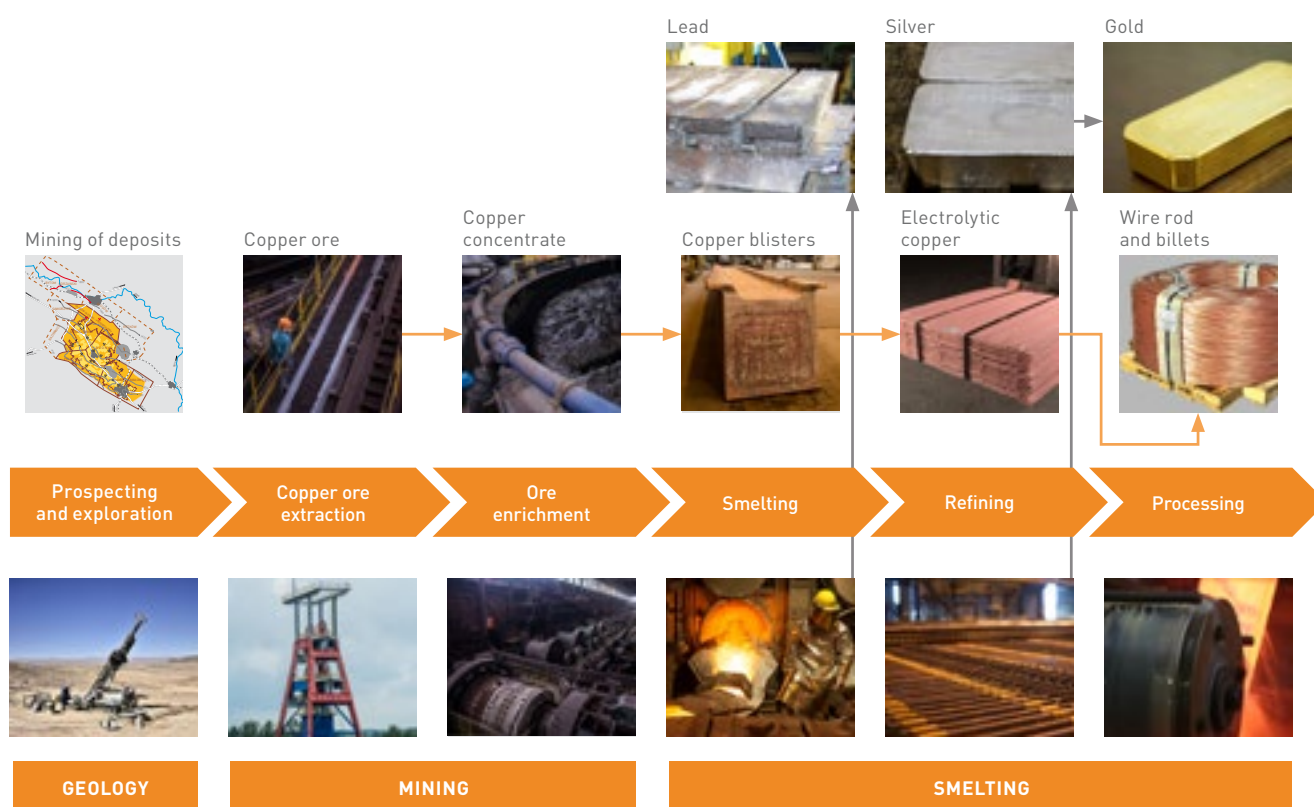 Lead
Silver
Gold
Mining of deposits
Copper ore
Copper
concentrate
Copper blisters
Electrolytic
copper
Wire rod
and billets
Prospecting
and exploration
Copper ore
extraction
Ore
enrichment
Smelting
Refining
Processing
GEOLOGY
MINING
SMELTING